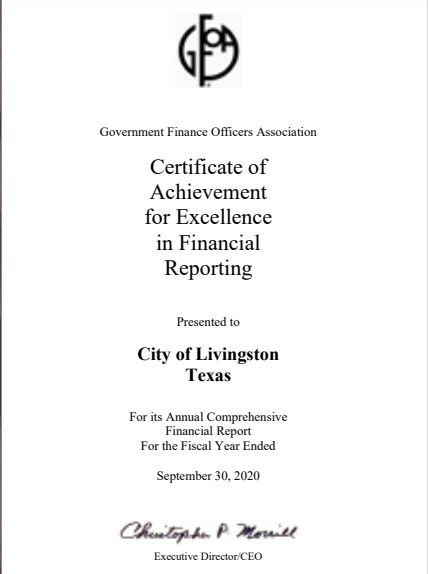 GFOA
Government Finance Officers Association
Certificate of
Achievement
for Excellence
in Financial
Reporting
Presented to
City of Livingston
Texas
For its Annual Comprehensive
Financial Report
For the Fiscal Year Ended
September 30, 2020
Christopher P. Morrill
Executive Director/CEO